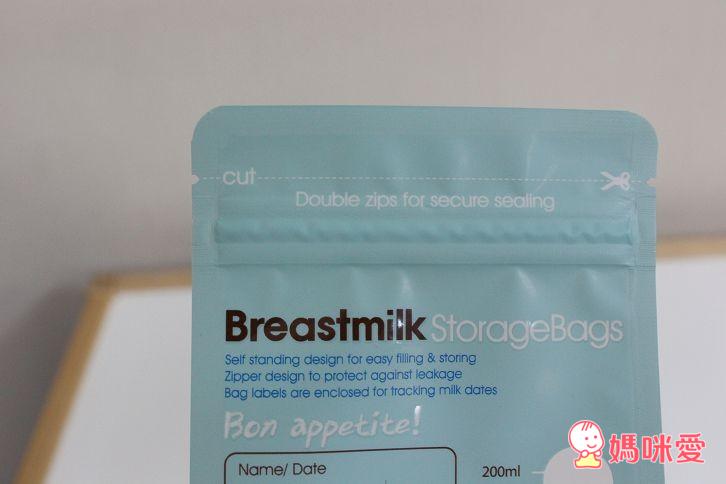 cut
Double zips for secure sealing
Breastmilk StorageBags
Self standing design for easy filling & storing
Zipper design to protect against leakage
Bag labels are enclosed for tracking milk dates
Bon appetite!
Name/ Date
200ml
媽咪愛